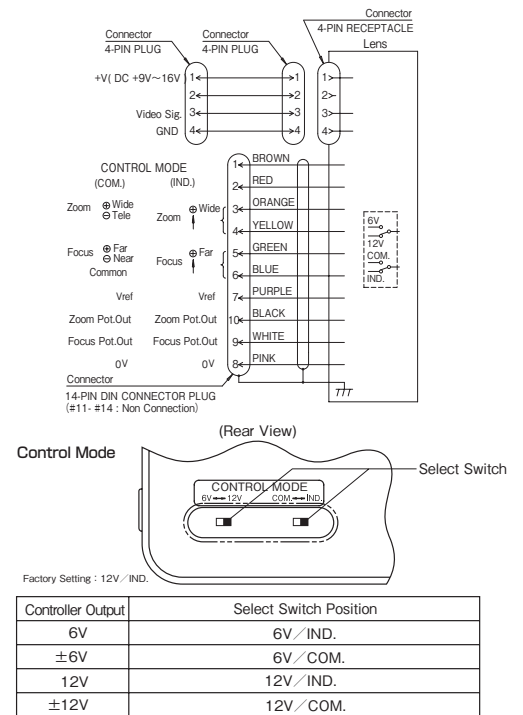 Connector
4-PIN PLUG
Connector
4-PIN PLUG
Connector
4-PIN RECEPTACLE
Lens
+V( DC +9V～16V ) 1 1 1
2 2 2
Video Sig. 3 3 3
GND 4 4 4
CONTROL MODE
(COM.) (IND.)
1 BROWN
2 RED
Zoom ⊕ Wide
⊖ Tele
Zoom ⊕ Wide
3 ORANGE
4 YELLOW
Focus ⊕ Far
⊖ Near
Common
Focus ⊕ Far
5 GREEN
6 BLUE
Vref Vref 7 PURPLE
Zoom Pot.Out Zoom Pot.Out 10 BLACK
Focus Pot.Out Focus Pot.Out 9 WHITE
0V 0V 8 PINK
6V
12V
COM.
IND.
Connector
14-PIN DIN CONNECTOR PLUG
(#11- #14 : Non Connection)
(Rear View)
Control Mode
Select Switch
CONTROL MODE
6V ↔ 12V COM. ↔ IND.
Factory Setting : 12V／IND.
Controller Output Select Switch Position
6V 6V／IND.
±6V 6V／COM.
12V 12V／IND.
±12V 12V／COM.